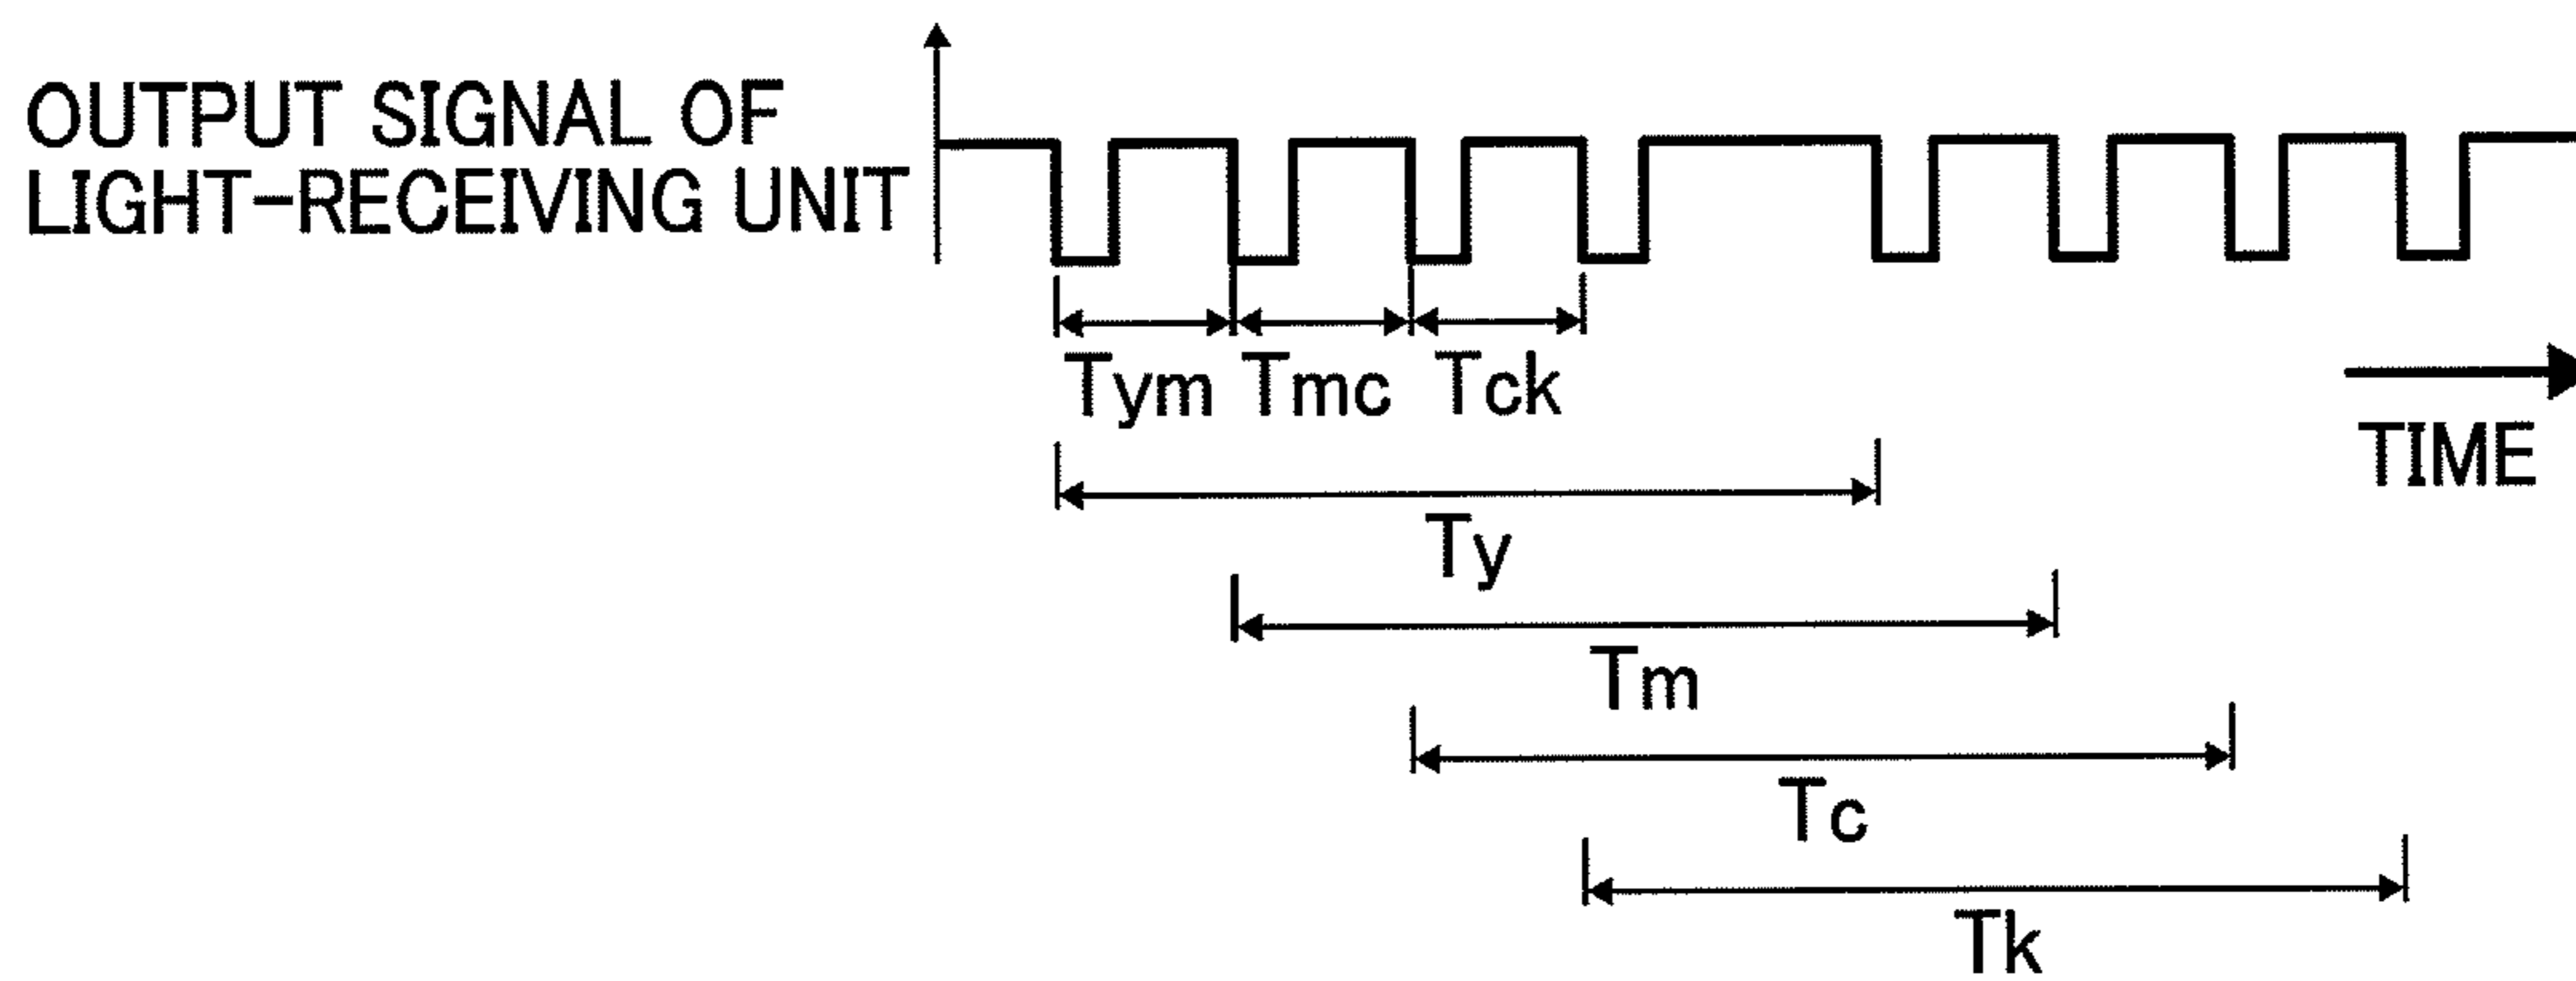 OUTPUT SIGNAL OF
LIGHT-RECEIVING UNIT
Tym
Tmc
Tck
TIME
Ty
Tm
Tc
Tk